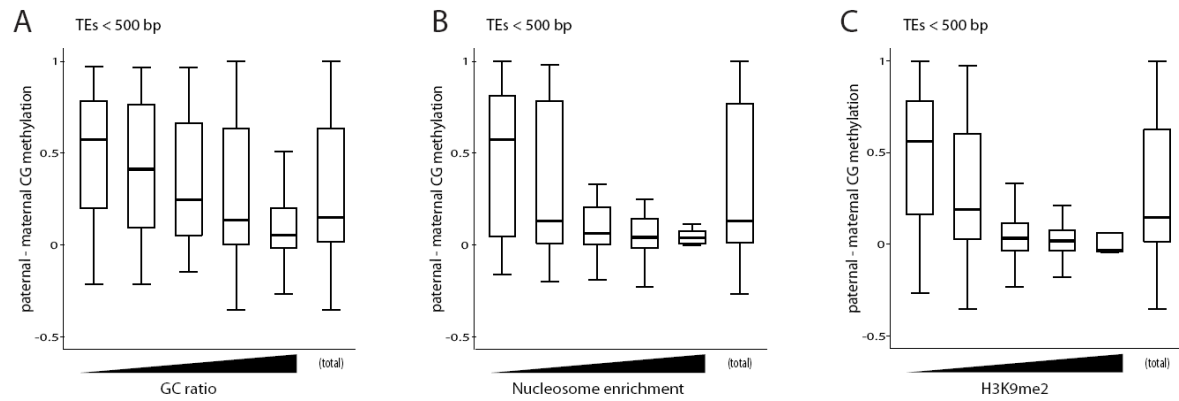 A
TEs < 500 bp
paternal - maternal CG methylation
1
0.5
0
-0.5
(total)
GC ratio
B
TEs < 500 bp
paternal - maternal CG methylation
1
0.5
0
-0.5
(total)
Nucleosome enrichment
C
TEs < 500 bp
paternal - maternal CG methylation
1
0.5
0
-0.5
(total)
H3K9me2